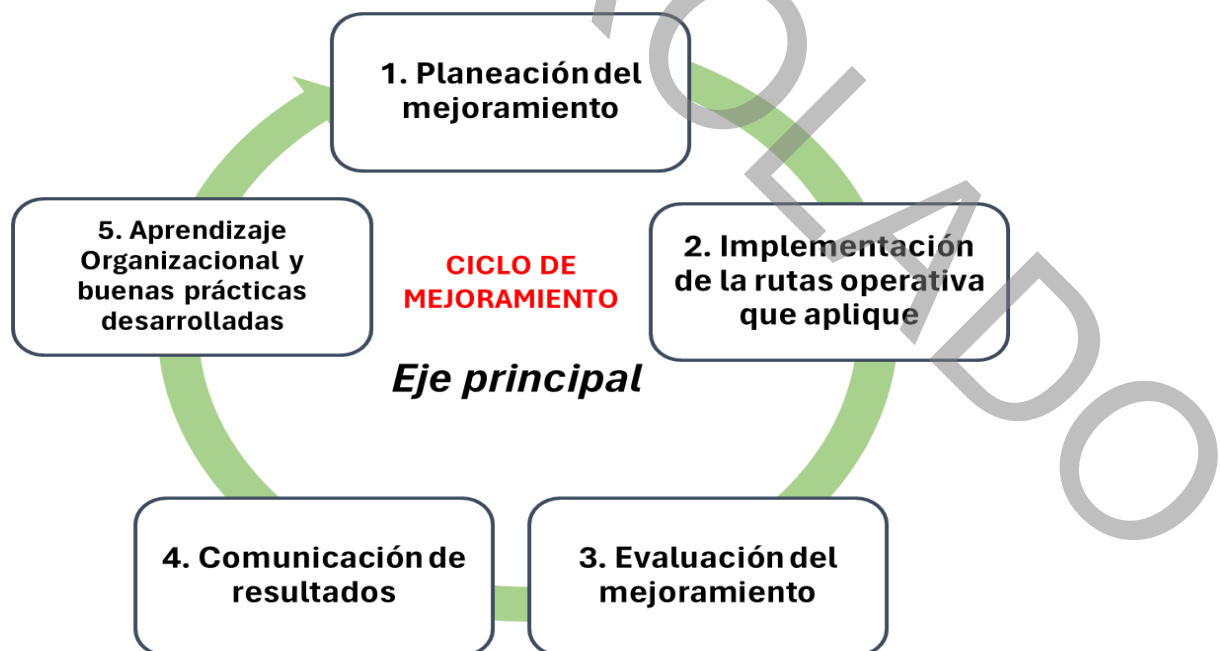 1. Planeación del
mejoramiento
2. Implementación
de la rutas operativa
que aplique
3. Evaluación del
mejoramiento
4. Comunicación de
resultados
5. Aprendizaje
Organizacional y
buenas prácticas
desarrolladas
CICLO DE
MEJORAMIENTO
Eje principal
OLADO